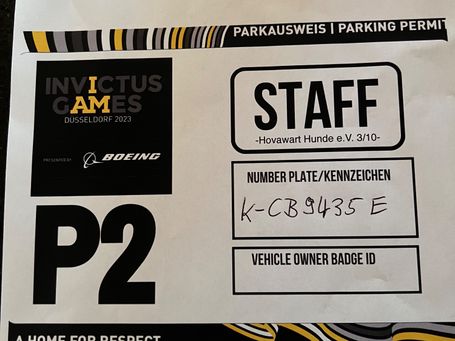 PARKAUSWEIS | PARKING PERMIT
INVICTUS
GAMES
DÜSSELDORF 2023
PRESENTED BY BOEING
STAFF
-Hovawart Hunde e.V. 3/10-
NUMBER PLATE/KENNZEICHEN
K-CB9435 E
P2
VEHICLE OWNER BADGE ID
A HOME FOR RESPECT